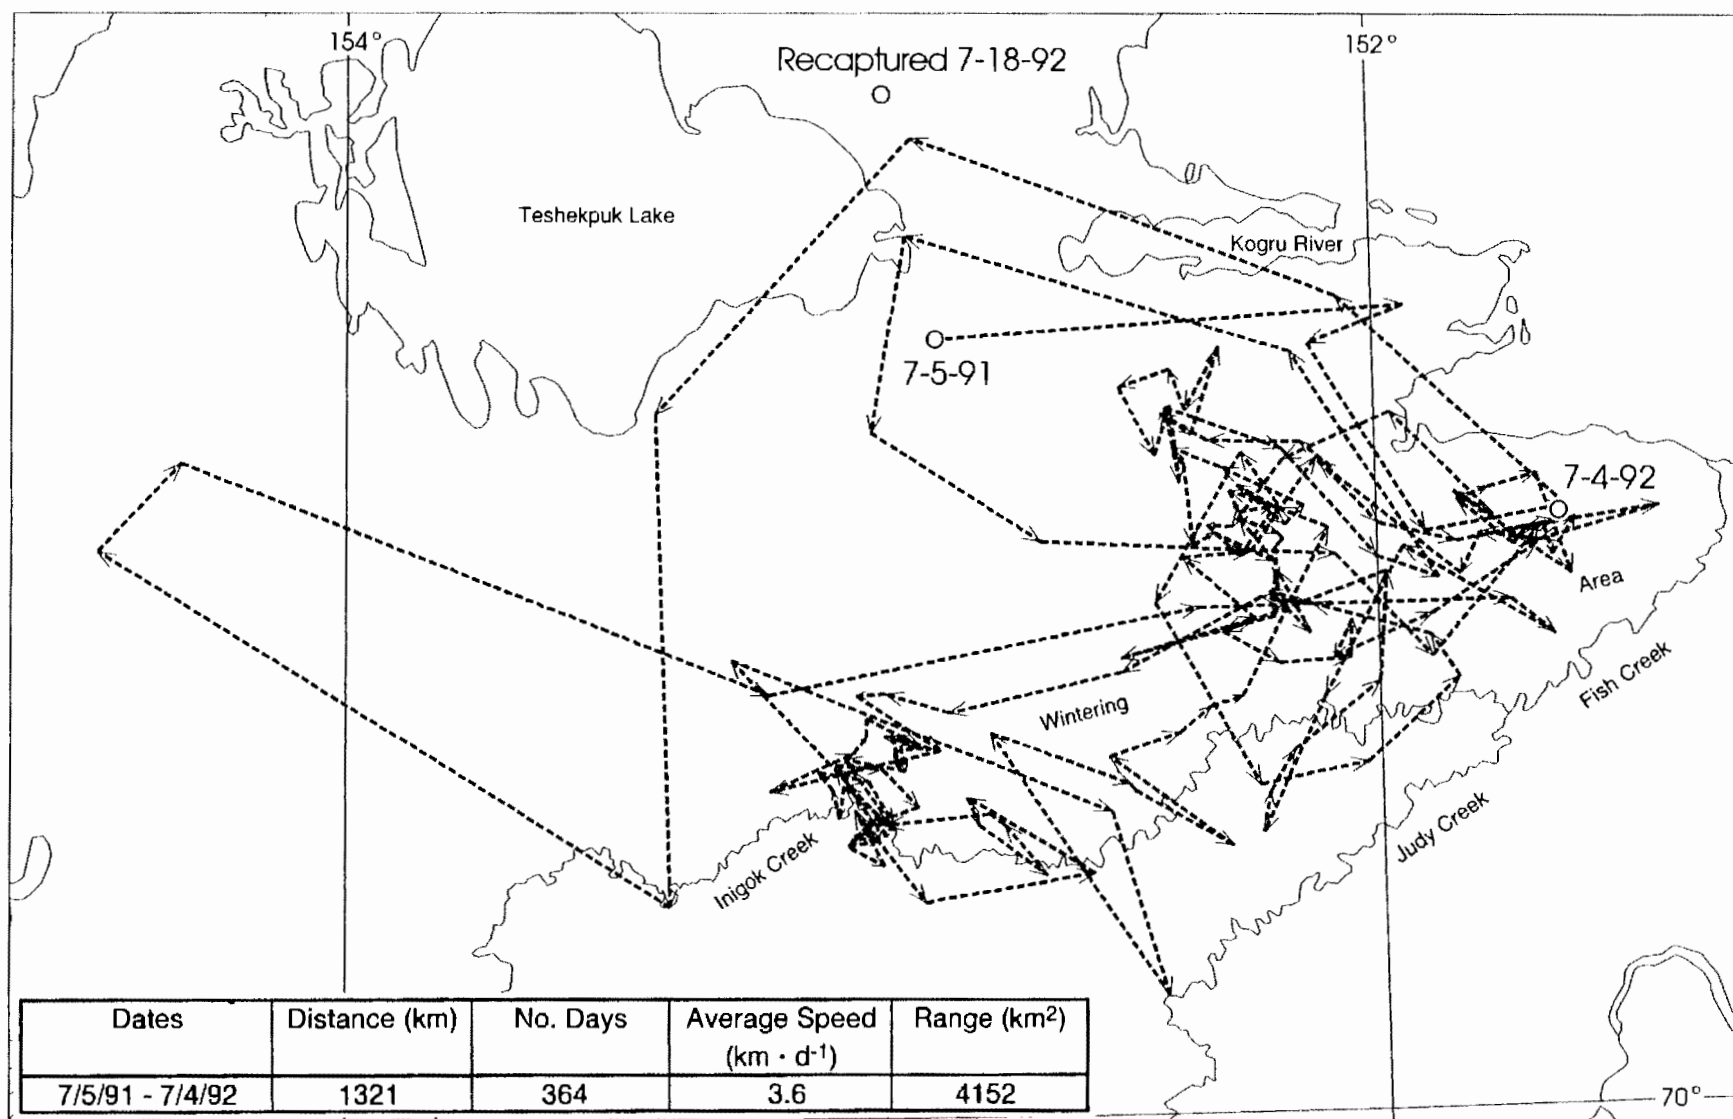 154°
152°
Recaptured 7-18-92
Teshekpuk Lake
Kogru River
7-5-91
7-4-92
Area
Fish Creek
Wintering
Judy Creek
Inigok Creek
Dates Distance (km) No. Days Average Speed (km · d-1) Range (km2)
7/5/91 - 7/4/92 1321 364 3.6 4152
70°